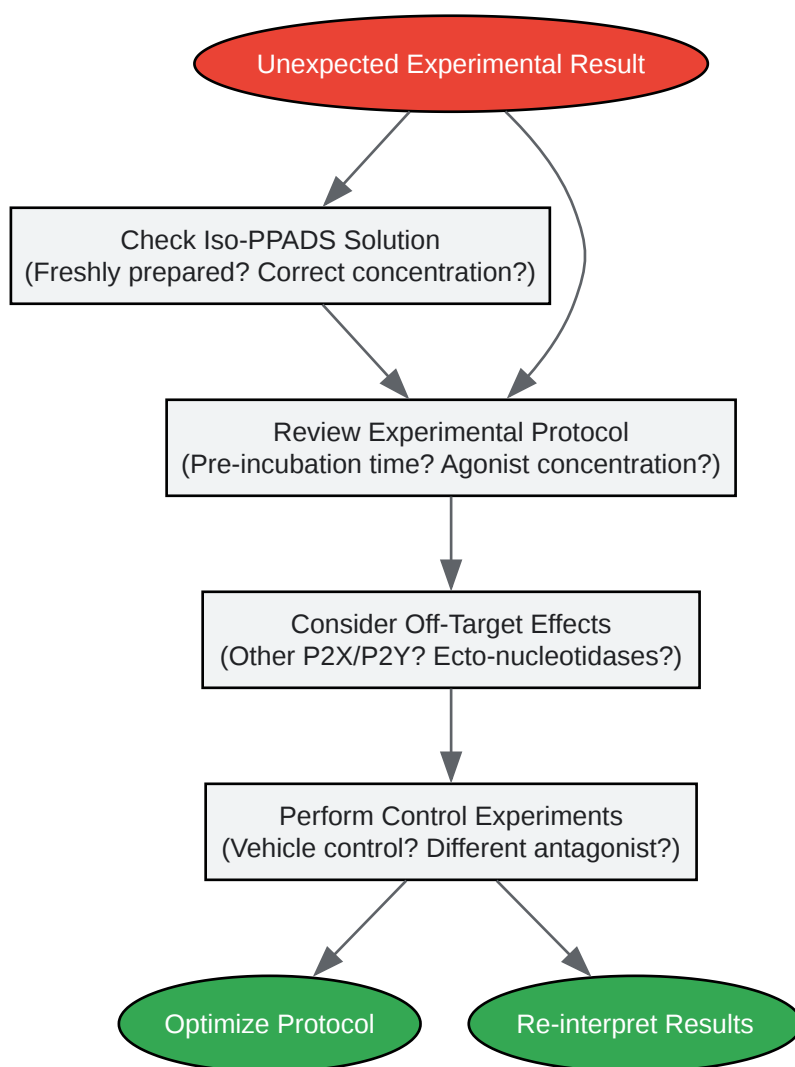 Unexpected Experimental Result
Check Iso-PPADS Solution
(Freshly prepared? Correct concentration?)
Review Experimental Protocol
(Pre-incubation time? Agonist concentration?)
Consider Off-Target Effects
(Other P2X/P2Y? Ecto-nucleotidases?)
Perform Control Experiments
(Vehicle control? Different antagonist?)
Optimize Protocol
Re-interpret Results